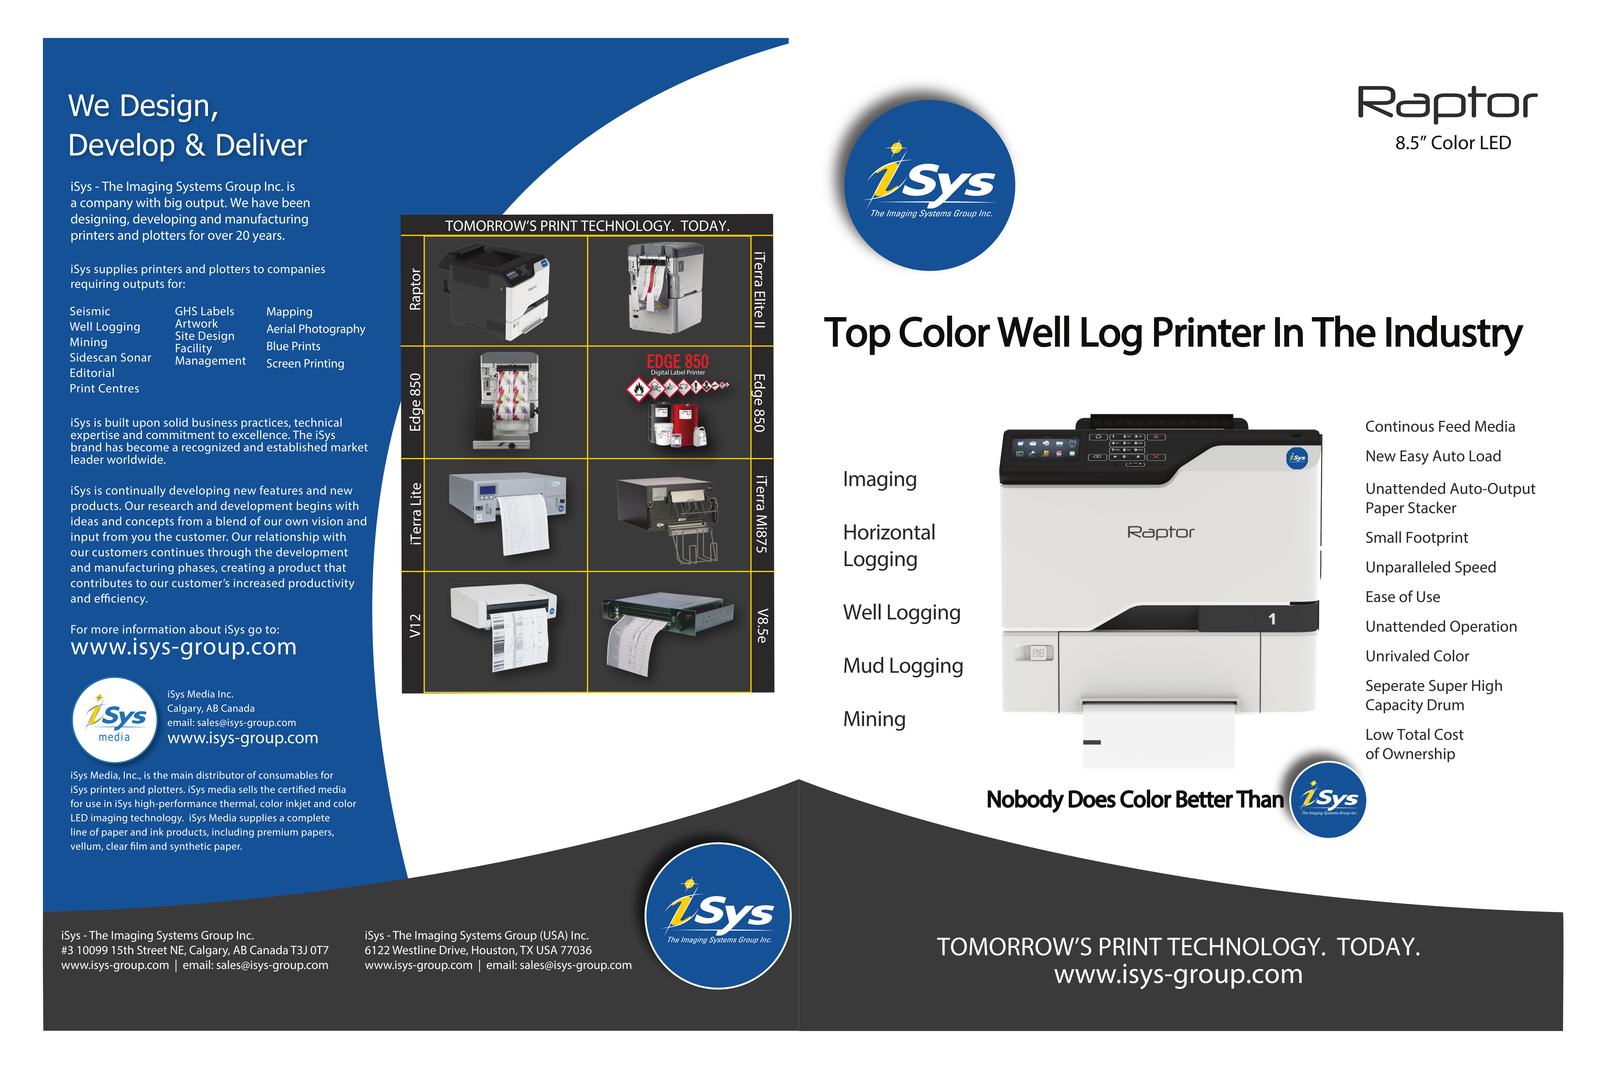 We Design,
Develop & Deliver
iSys - The Imaging Systems Group Inc. is
a company with big output. We have been
designing, developing and manufacturing
printers and plotters for over 20 years.
iSys supplies printers and plotters to companies
requiring outputs for:
Seismic
Well Logging
Mining
Sidescan Sonar
Editorial
Print Centres
GHS Labels
Artwork
Site Design
Facility
Management
Mapping
Aerial Photography
Blue Prints
Screen Printing
iSys is built upon solid business practices, technical
expertise and commitment to excellence. The iSys
brand has become a recognized and established market
leader worldwide.
iSys is continually developing new features and new
products. Our research and development begins with
ideas and concepts from a blend of our own vision and
input from you the customer. Our relationship with
our customers continues through the development
and manufacturing phases, creating a product that
contributes to our customer's increased productivity
and efficiency.
For more information about iSys go to:
www.isys-group.com
iSys
media
iSys Media Inc.
Calgary, AB Canada
email: sales@isys-group.com
www.isys-group.com
iSys Media, Inc., is the main distributor of consumables for
iSys printers and plotters. iSys media sells the certified media
for use in iSys high-performance thermal, color inkjet and color
LED imaging technology. iSys Media supplies a complete
line of paper and ink products, including premium papers,
vellum, clear film and synthetic paper.
TOMORROW'S PRINT TECHNOLOGY. TODAY.
Raptor
iTerra Elite II
Edge 850
EDGE 850
Digital Label Printer
Edge 850
iTerra Lite
iTerra Mi875
V12
V8.5e
iSys - The Imaging Systems Group Inc.
#3 10099 15th Street NE, Calgary, AB Canada T3J 0T7
www.isys-group.com | email: sales@isys-group.com
iSys - The Imaging Systems Group (USA) Inc.
6122 Westline Drive, Houston, TX USA 77036
www.isys-group.com | email: sales@isys-group.com
iSys
The Imaging Systems Group Inc.
iSys
The Imaging Systems Group Inc.
Raptor
8.5” Color LED
Top Color Well Log Printer In The Industry
Imaging
Horizontal
Logging
Well Logging
Mud Logging
Mining
iSys
Raptor
1
Continous Feed Media
New Easy Auto Load
Unattended Auto-Output
Paper Stacker
Small Footprint
Unparalleled Speed
Ease of Use
Unattended Operation
Unrivaled Color
Seperate Super High
Capacity Drum
Low Total Cost
of Ownership
Nobody Does Color Better Than
iSys
The Imaging Systems Group Inc.
TOMORROW'S PRINT TECHNOLOGY. TODAY.
www.isys-group.com